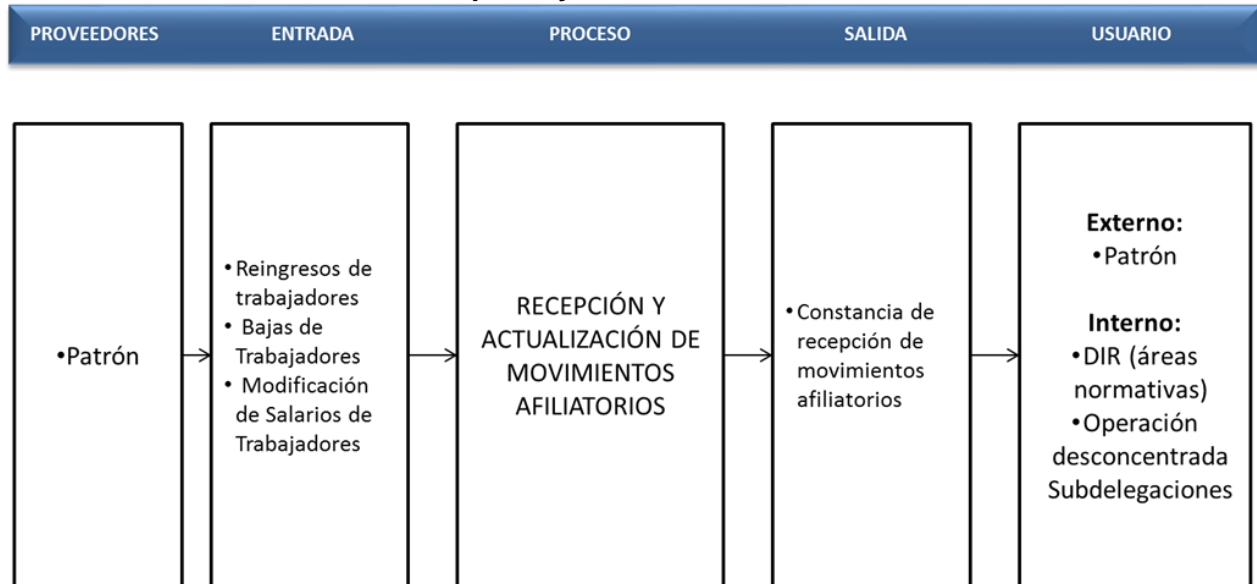 PROVEEDORES
ENTRADA
PROCESO
SALIDA
USUARIO
•Patrón
•Reingresos de
trabajadores
• Bajas de
Trabajadores
• Modificación
de Salarios de
Trabajadores
RECEPCIÓN Y
ACTUALIZACIÓN DE
MOVIMIENTOS
AFILIATORIOS
•Constancia de
recepción de
movimientos
afiliatorios
Externo:
•Patrón
Interno:
•DIR (áreas
normativas)
•Operación
desconcentrada
Subdelegaciones